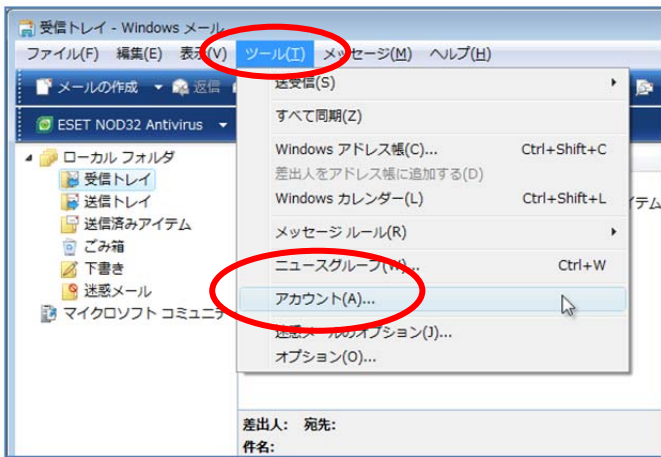 受信トレイ - Windows メール
ファイル(F) 編集(E) 表示(V) ツール(T) メッセージ(M) ヘルプ(H)
メールの作成 返信
送受信(S)
ESET NOD32 Antivirus
すべて同期(Z)
ローカル フォルダ
受信トレイ
送信トレイ
送信済みアイテム
ごみ箱
下書き
迷惑メール
マイクロソフト コミュニテ
Windows アドレス帳(C)... Ctrl+Shift+C
差出人をアドレス帳に追加する(D)
Windows カレンダー(L) Ctrl+Shift+L
メッセージ ルール(R)
ニュースグループ(W)... Ctrl+W
アカウント(A)...
迷惑メールのオプション(J)...
オプション(O)...
イテム
差出人: 宛先:
件名: